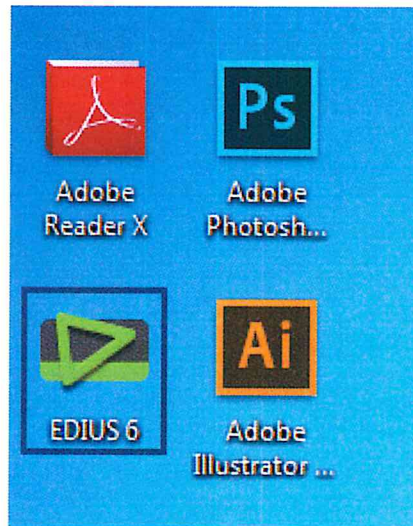 Ps
Adobe
Reader X
Adobe
Photosh...
Ai
EDIUS 6
Adobe
Illustrator ...